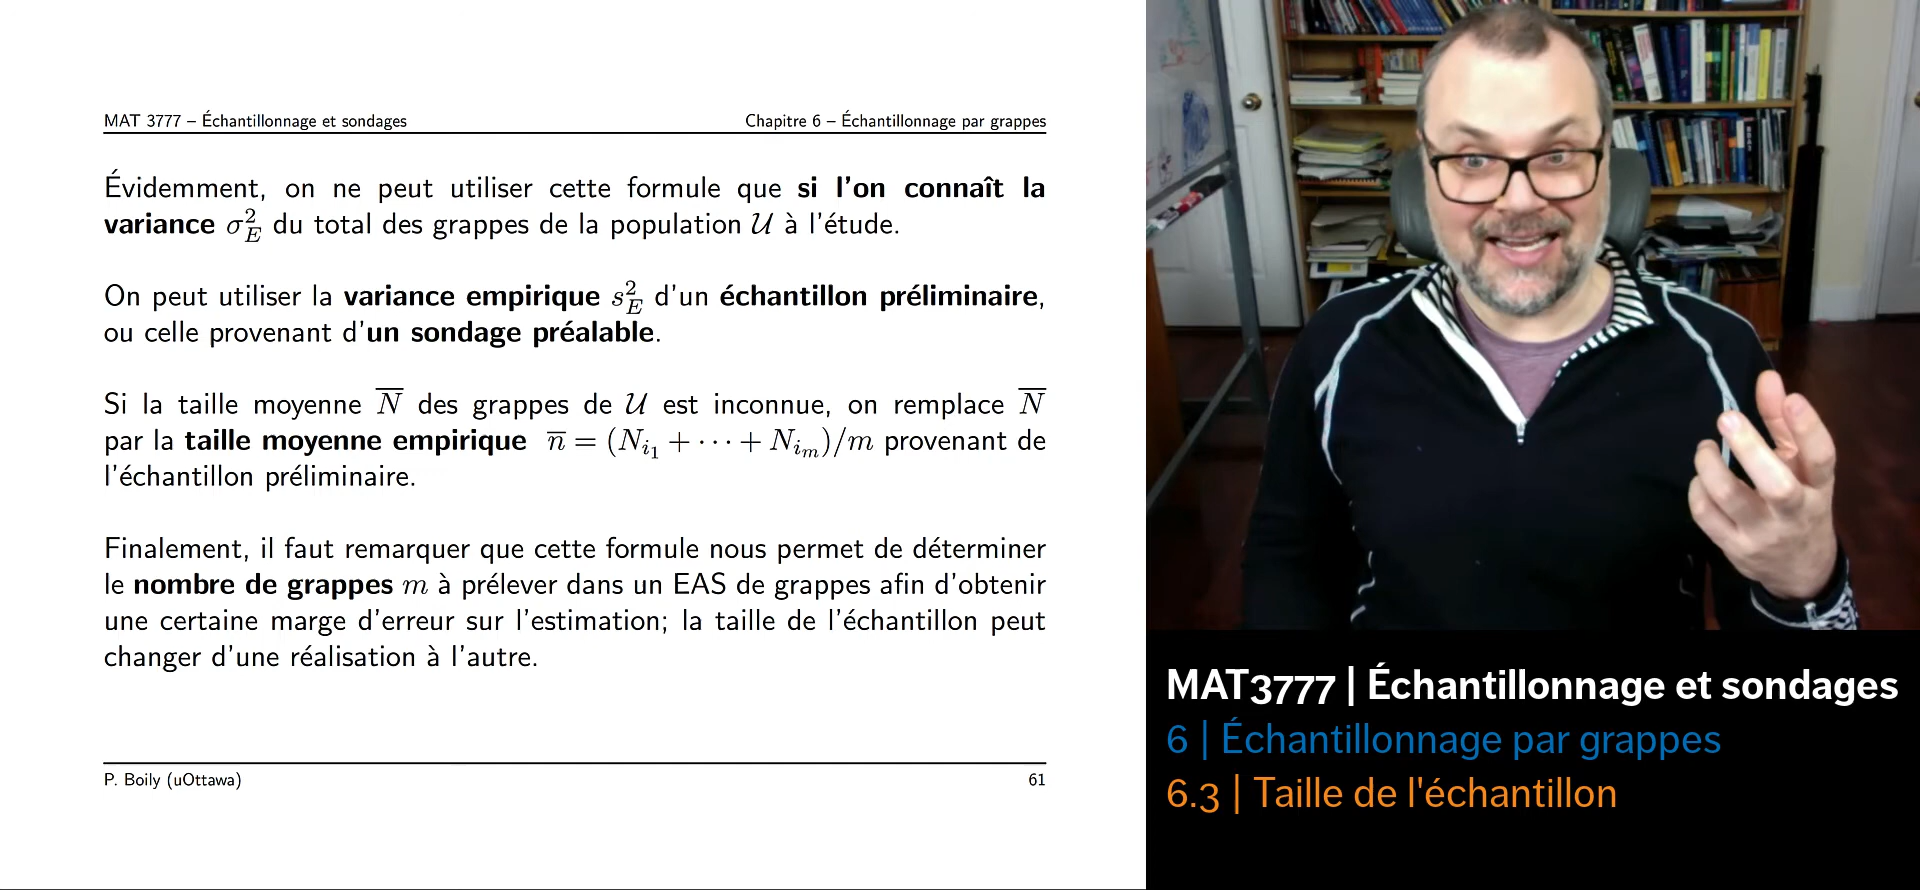 MAT 3777 – Échantillonnage et sondages
Chapitre 6 – Échantillonnage par grappes
Évidemment, on ne peut utiliser cette formule que si l'on connaît la
variance σ²_E du total des grappes de la population 𝒰 à l'étude.
On peut utiliser la variance empirique s²_E d'un échantillon préliminaire,
ou celle provenant d'un sondage préalable.
Si la taille moyenne N̅ des grappes de 𝒰 est inconnue, on remplace N̅
par la taille moyenne empirique n̅ = (N_{i_1} + ⋯ + N_{i_m})/m provenant de
l'échantillon préliminaire.
Finalement, il faut remarquer que cette formule nous permet de déterminer
le nombre de grappes m à prélever dans un EAS de grappes afin d'obtenir
une certaine marge d'erreur sur l'estimation; la taille de l'échantillon peut
changer d'une réalisation à l'autre.
P. Boily (uOttawa)
61
MAT3777 | Échantillonnage et sondages
6 | Échantillonnage par grappes
6.3 | Taille de l'échantillon